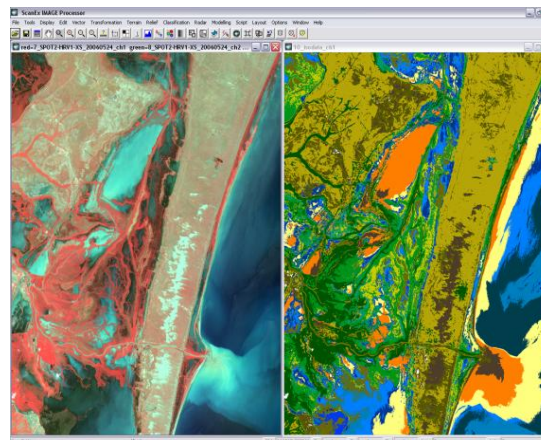 ScanEx IMAGE Processor
File Tools Display Edit Vector Transformation Terrain Relief Classification Radar Modelling Script Layout Options Window Help
red=7_SPOT2-HRV1-XS_20060524_ch1 green=8_SPOT2-HRV1-XS_20060524_ch2 ...